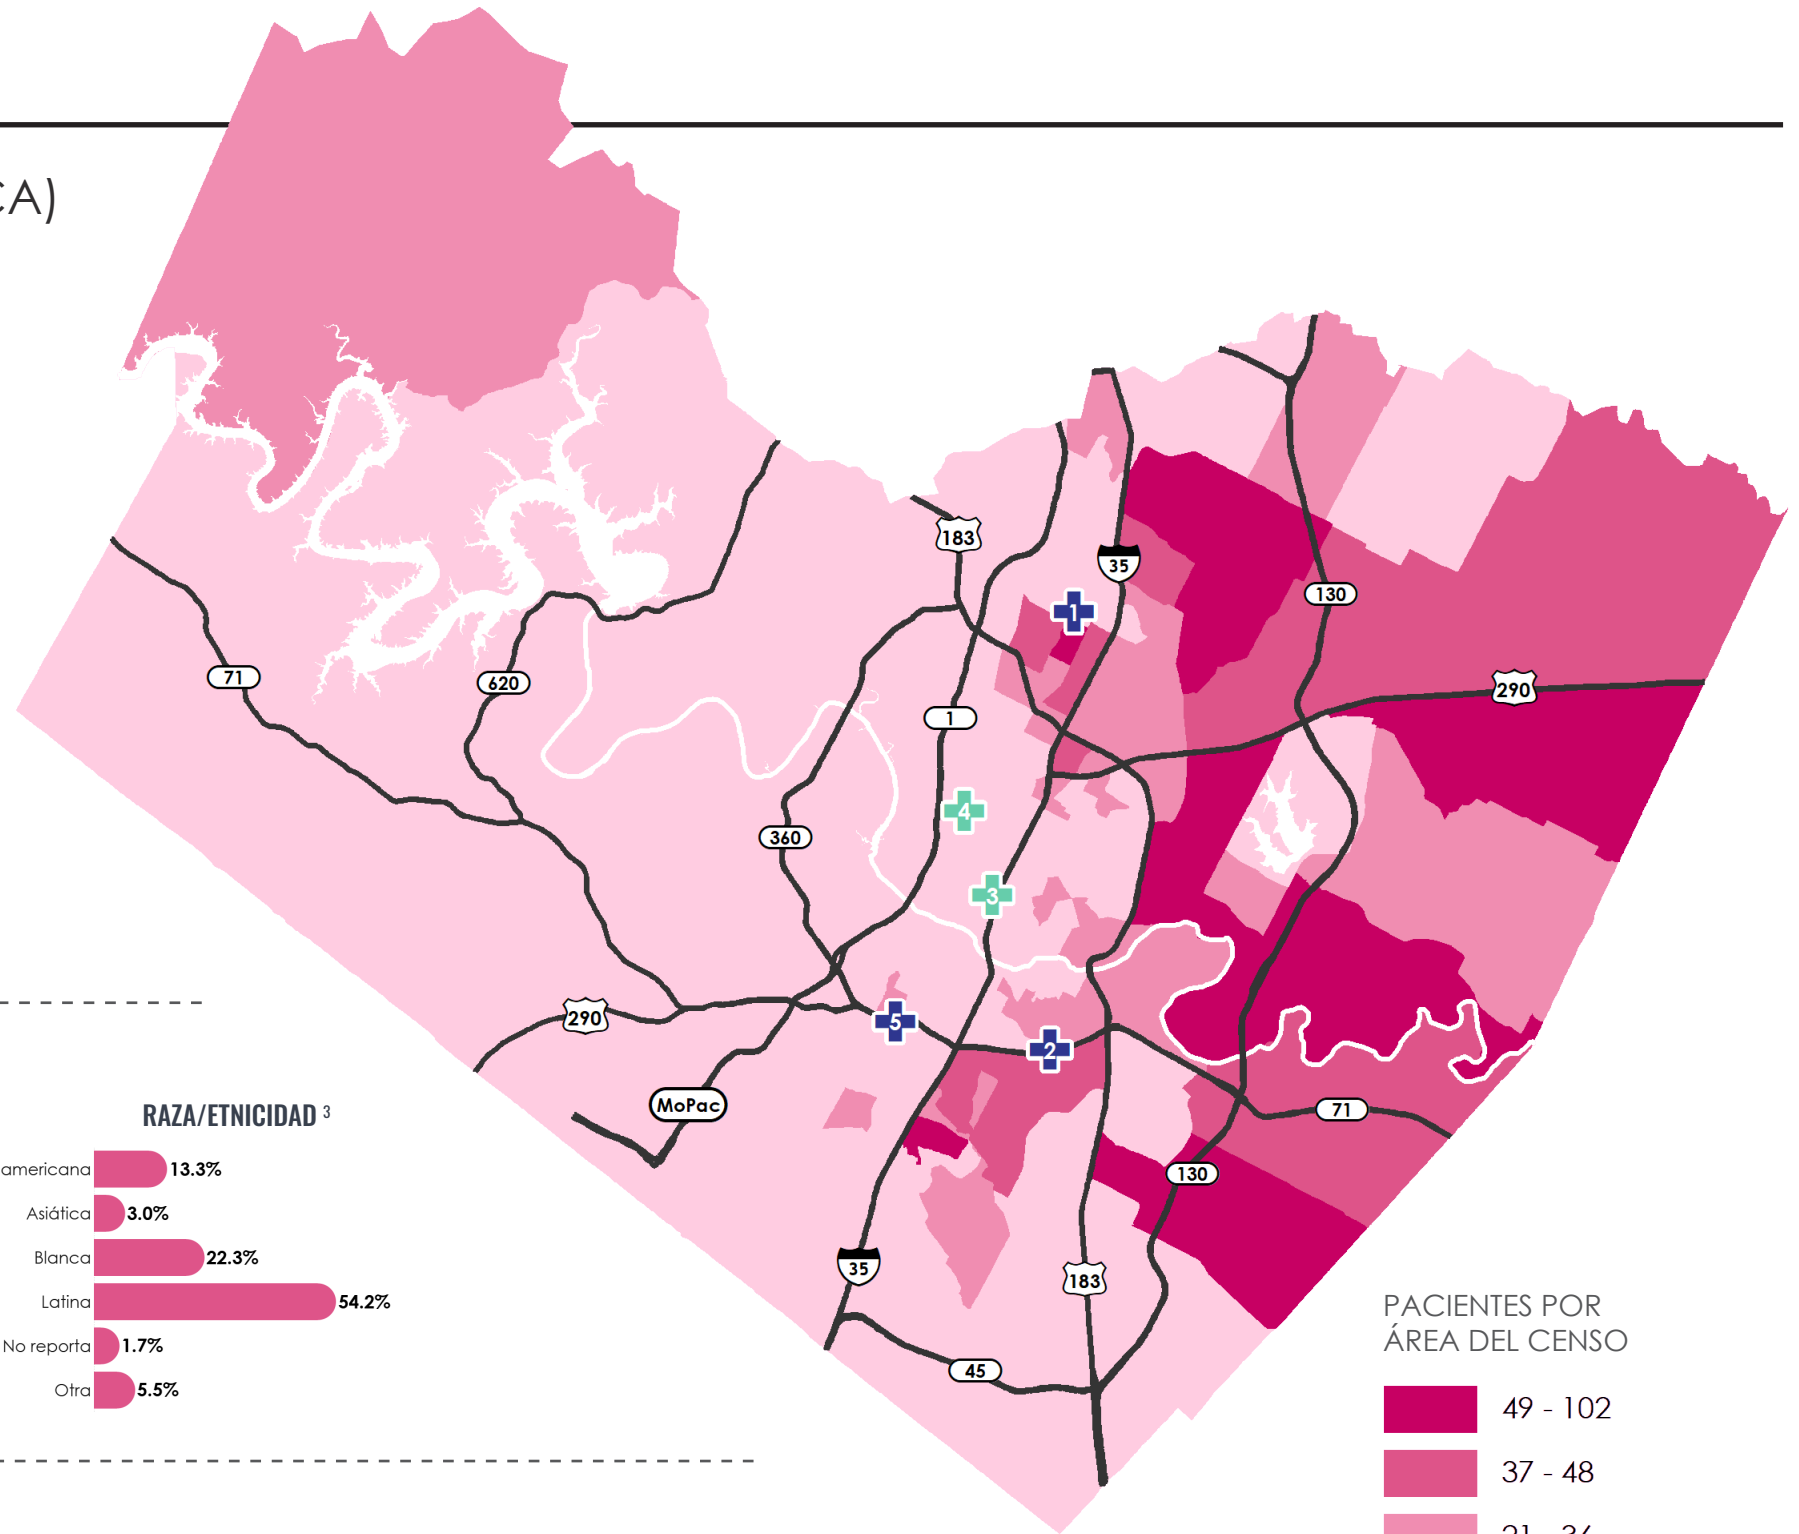 CA)
183
35
1
130
71
620
290
1
4
360
3
5
290
2
MoPac
71
130
35
183
45
RAZA/ETNICIDAD 3
americana 13.3%
Asiática 3.0%
Blanca 22.3%
Latina 54.2%
No reporta 1.7%
Otra 5.5%
PACIENTES POR
ÁREA DEL CENSO
49 - 102
37 - 48
21 - 36